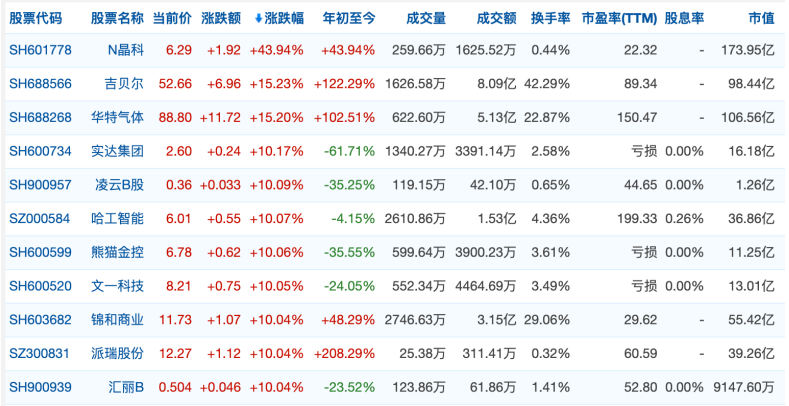 股票代码 股票名称 当前价 涨跌额 涨跌幅 年初至今 成交量 成交额 换手率 市盈率(TTM) 股息率 市值
SH601778 N晶科 6.29 +1.92 +43.94% +43.94% 259.66万 1625.52万 0.44% 22.32 - 173.95亿
SH688566 吉贝尔 52.66 +6.96 +15.23% +122.29% 1626.58万 8.09亿 42.29% 89.34 - 98.44亿
SH688268 华特气体 88.80 +11.72 +15.20% +102.51% 622.60万 5.13亿 22.87% 150.47 - 106.56亿
SH600734 实达集团 2.60 +0.24 +10.17% -61.71% 1340.27万 3391.14万 2.58% 亏损 0.00% 16.18亿
SH900957 凌云B股 0.36 +0.033 +10.09% -35.25% 119.15万 42.10万 0.65% 44.65 0.00% 1.26亿
SZ000584 哈工智能 6.01 +0.55 +10.07% -4.15% 2610.86万 1.53亿 4.36% 199.33 0.26% 36.86亿
SH600599 熊猫金控 6.78 +0.62 +10.06% -35.55% 599.64万 3900.23万 3.61% 亏损 0.00% 11.25亿
SH600520 文一科技 8.21 +0.75 +10.05% -24.05% 552.34万 4464.69万 3.49% 亏损 0.00% 13.01亿
SH603682 锦和商业 11.73 +1.07 +10.04% +48.29% 2746.63万 3.15亿 29.06% 29.62 - 55.42亿
SZ300831 派瑞股份 12.27 +1.12 +10.04% +208.29% 25.38万 311.41万 0.32% 60.59 - 39.26亿
SH900939 汇丽B 0.504 +0.046 +10.04% -23.52% 123.86万 61.86万 1.41% 52.80 0.00% 9147.60万